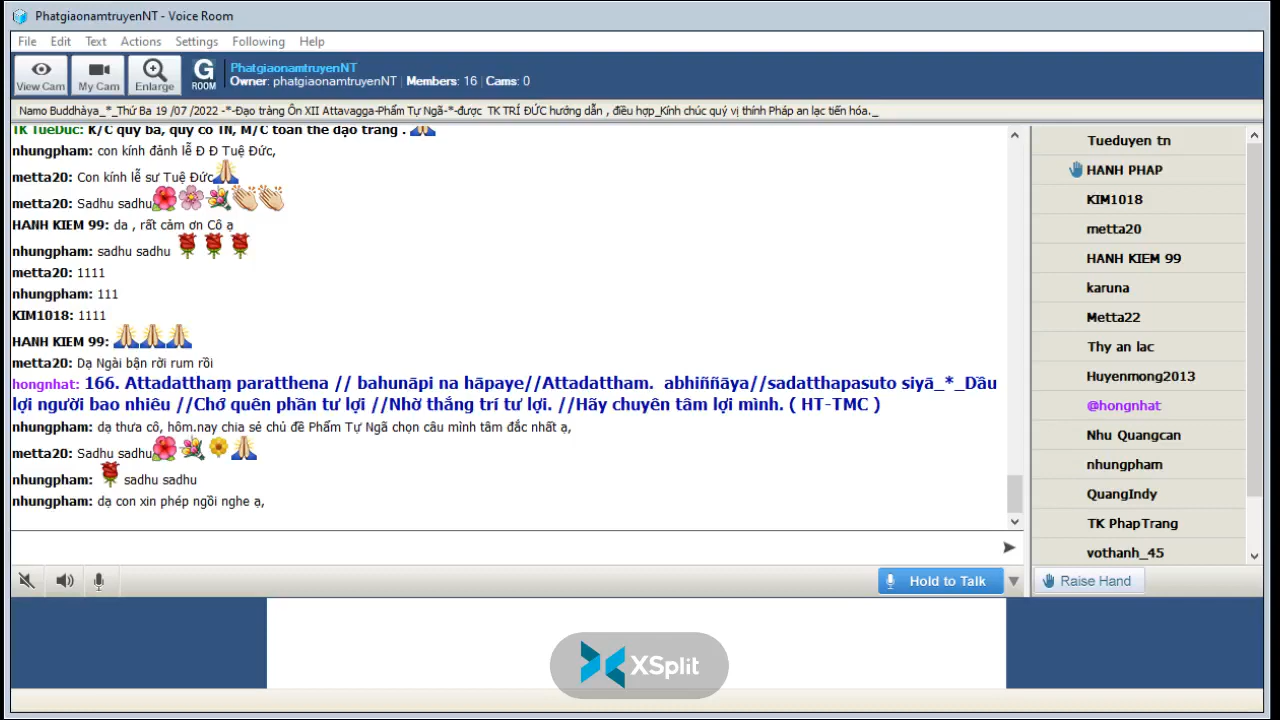 PhatgiaonamtruyenNT - Voice Room
File Edit Text Actions Settings Following Help
View Cam
My Cam
Enlarge
G ROOM
PhatgiaonamtruyenNT
Owner: phatgiaonamtruyenNT | Members: 16 | Cams: 0
Namo Buddhàya_*_Thứ Ba 19 /07 /2022 -*-Đạo tràng Ôn XII Attavagga-Phẩm Tự Ngã-*-được TK TRÍ ĐỨC hướng dẫn , điều hợp_Kính chúc quý vị thính Pháp an lạc tiến hóa._
TK TueDuc: K/C quý bà, quý cô TN, M/C toàn thể đạo tràng .
nhungpham: con kính đảnh lễ Đ Đ Tuệ Đức,
metta20: Con kính lễ sư Tuệ Đức
metta20: Sadhu sadhu
HANH KIEM 99: da , rất cảm ơn Cô ạ
nhungpham: sadhu sadhu
metta20: 1111
nhungpham: 111
KIM1018: 1111
HANH KIEM 99:
metta20: Dạ Ngài bận rời rum rồi
hongnhat: 166. Attadatthaṃ paratthena // bahunāpi na hāpaye//Attadattham. abhiññāya//sadatthapasuto siyā_*_Dầu
lợi người bao nhiêu //Chớ quên phần tư lợi //Nhờ thắng trí tư lợi. //Hãy chuyên tâm lợi mình. ( HT-TMC )
nhungpham: dạ thưa cô, hôm.nay chia sẻ chủ đề Phẩm Tự Ngã chọn câu mình tâm đắc nhất ạ,
metta20: Sadhu sadhu
nhungpham: sadhu sadhu
nhungpham: dạ con xin phép ngồi nghe ạ,
Tueduyen tn
HANH PHAP
KIM1018
metta20
HANH KIEM 99
karuna
Metta22
Thy an lac
Huyenmong2013
@hongnhat
Nhu Quangcan
nhungpham
QuangIndy
TK PhapTrang
vothanh_45
Hold to Talk
Raise Hand
XSplit